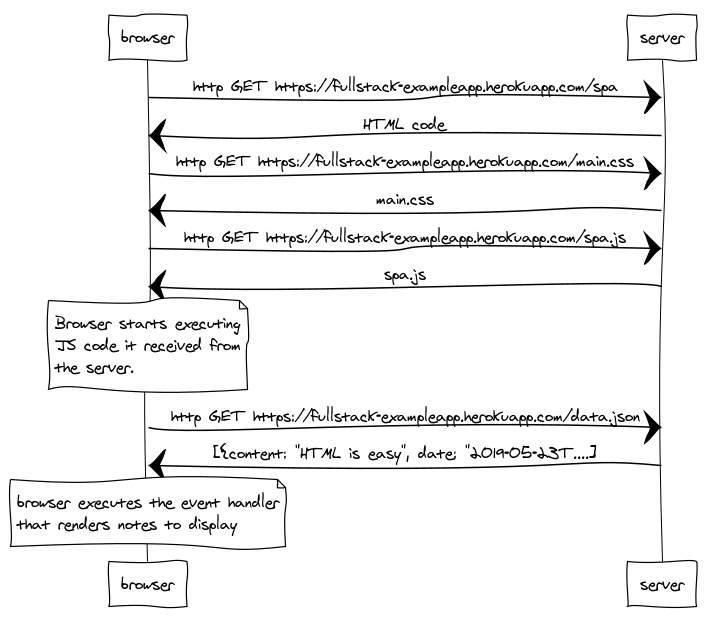 browser
server
http GET https://fullstack-exampleapp.herokuapp.com/spa
HTML code
http GET https://fullstack-exampleapp.herokuapp.com/main.css
main.css
http GET https://fullstack-exampleapp.herokuapp.com/spa.js
spa.js
Browser starts executing
JS code it received from
the server.
http GET https://fullstack-exampleapp.herokuapp.com/data.json
[{content: "HTML is easy", date: "2019-05-23T....]
browser executes the event handler
that renders notes to display
browser
server